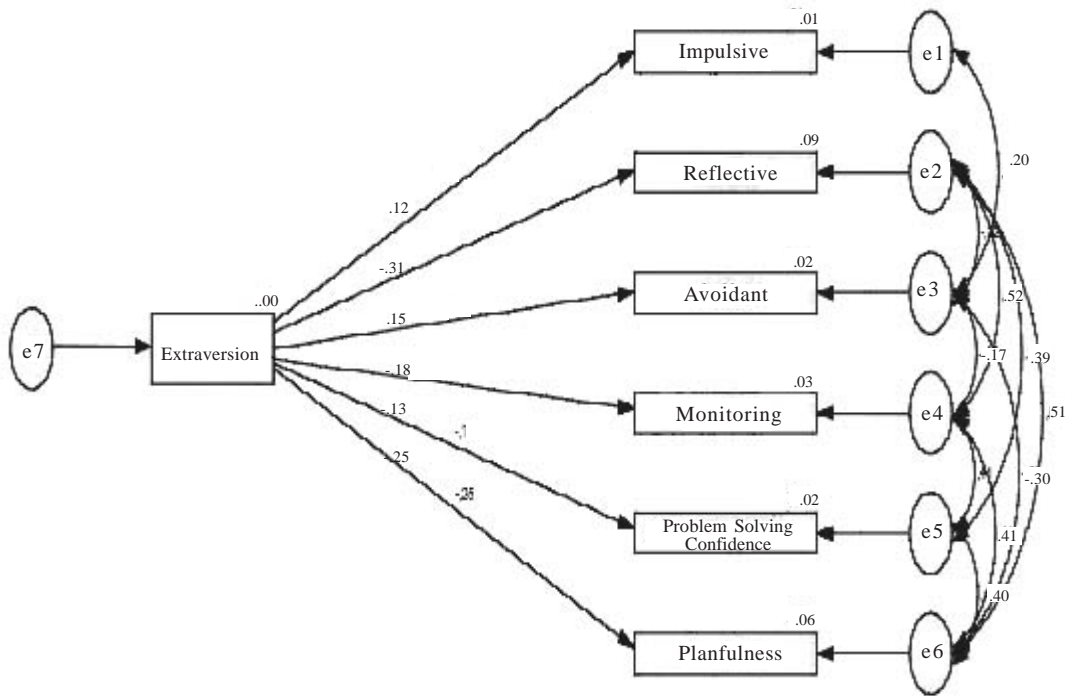 .01
Impulsive
e1
.09
Reflective
e2
.20
.12
-.31
..00
.02
Avoidant
e3
.52
e7
Extraversion
.15
-.17
.39
-.18
.03
Monitoring
e4
.51
-.13
-.25
-.30
.02
Problem Solving
Confidence
e5
.41
.40
.06
Planfulness
e6